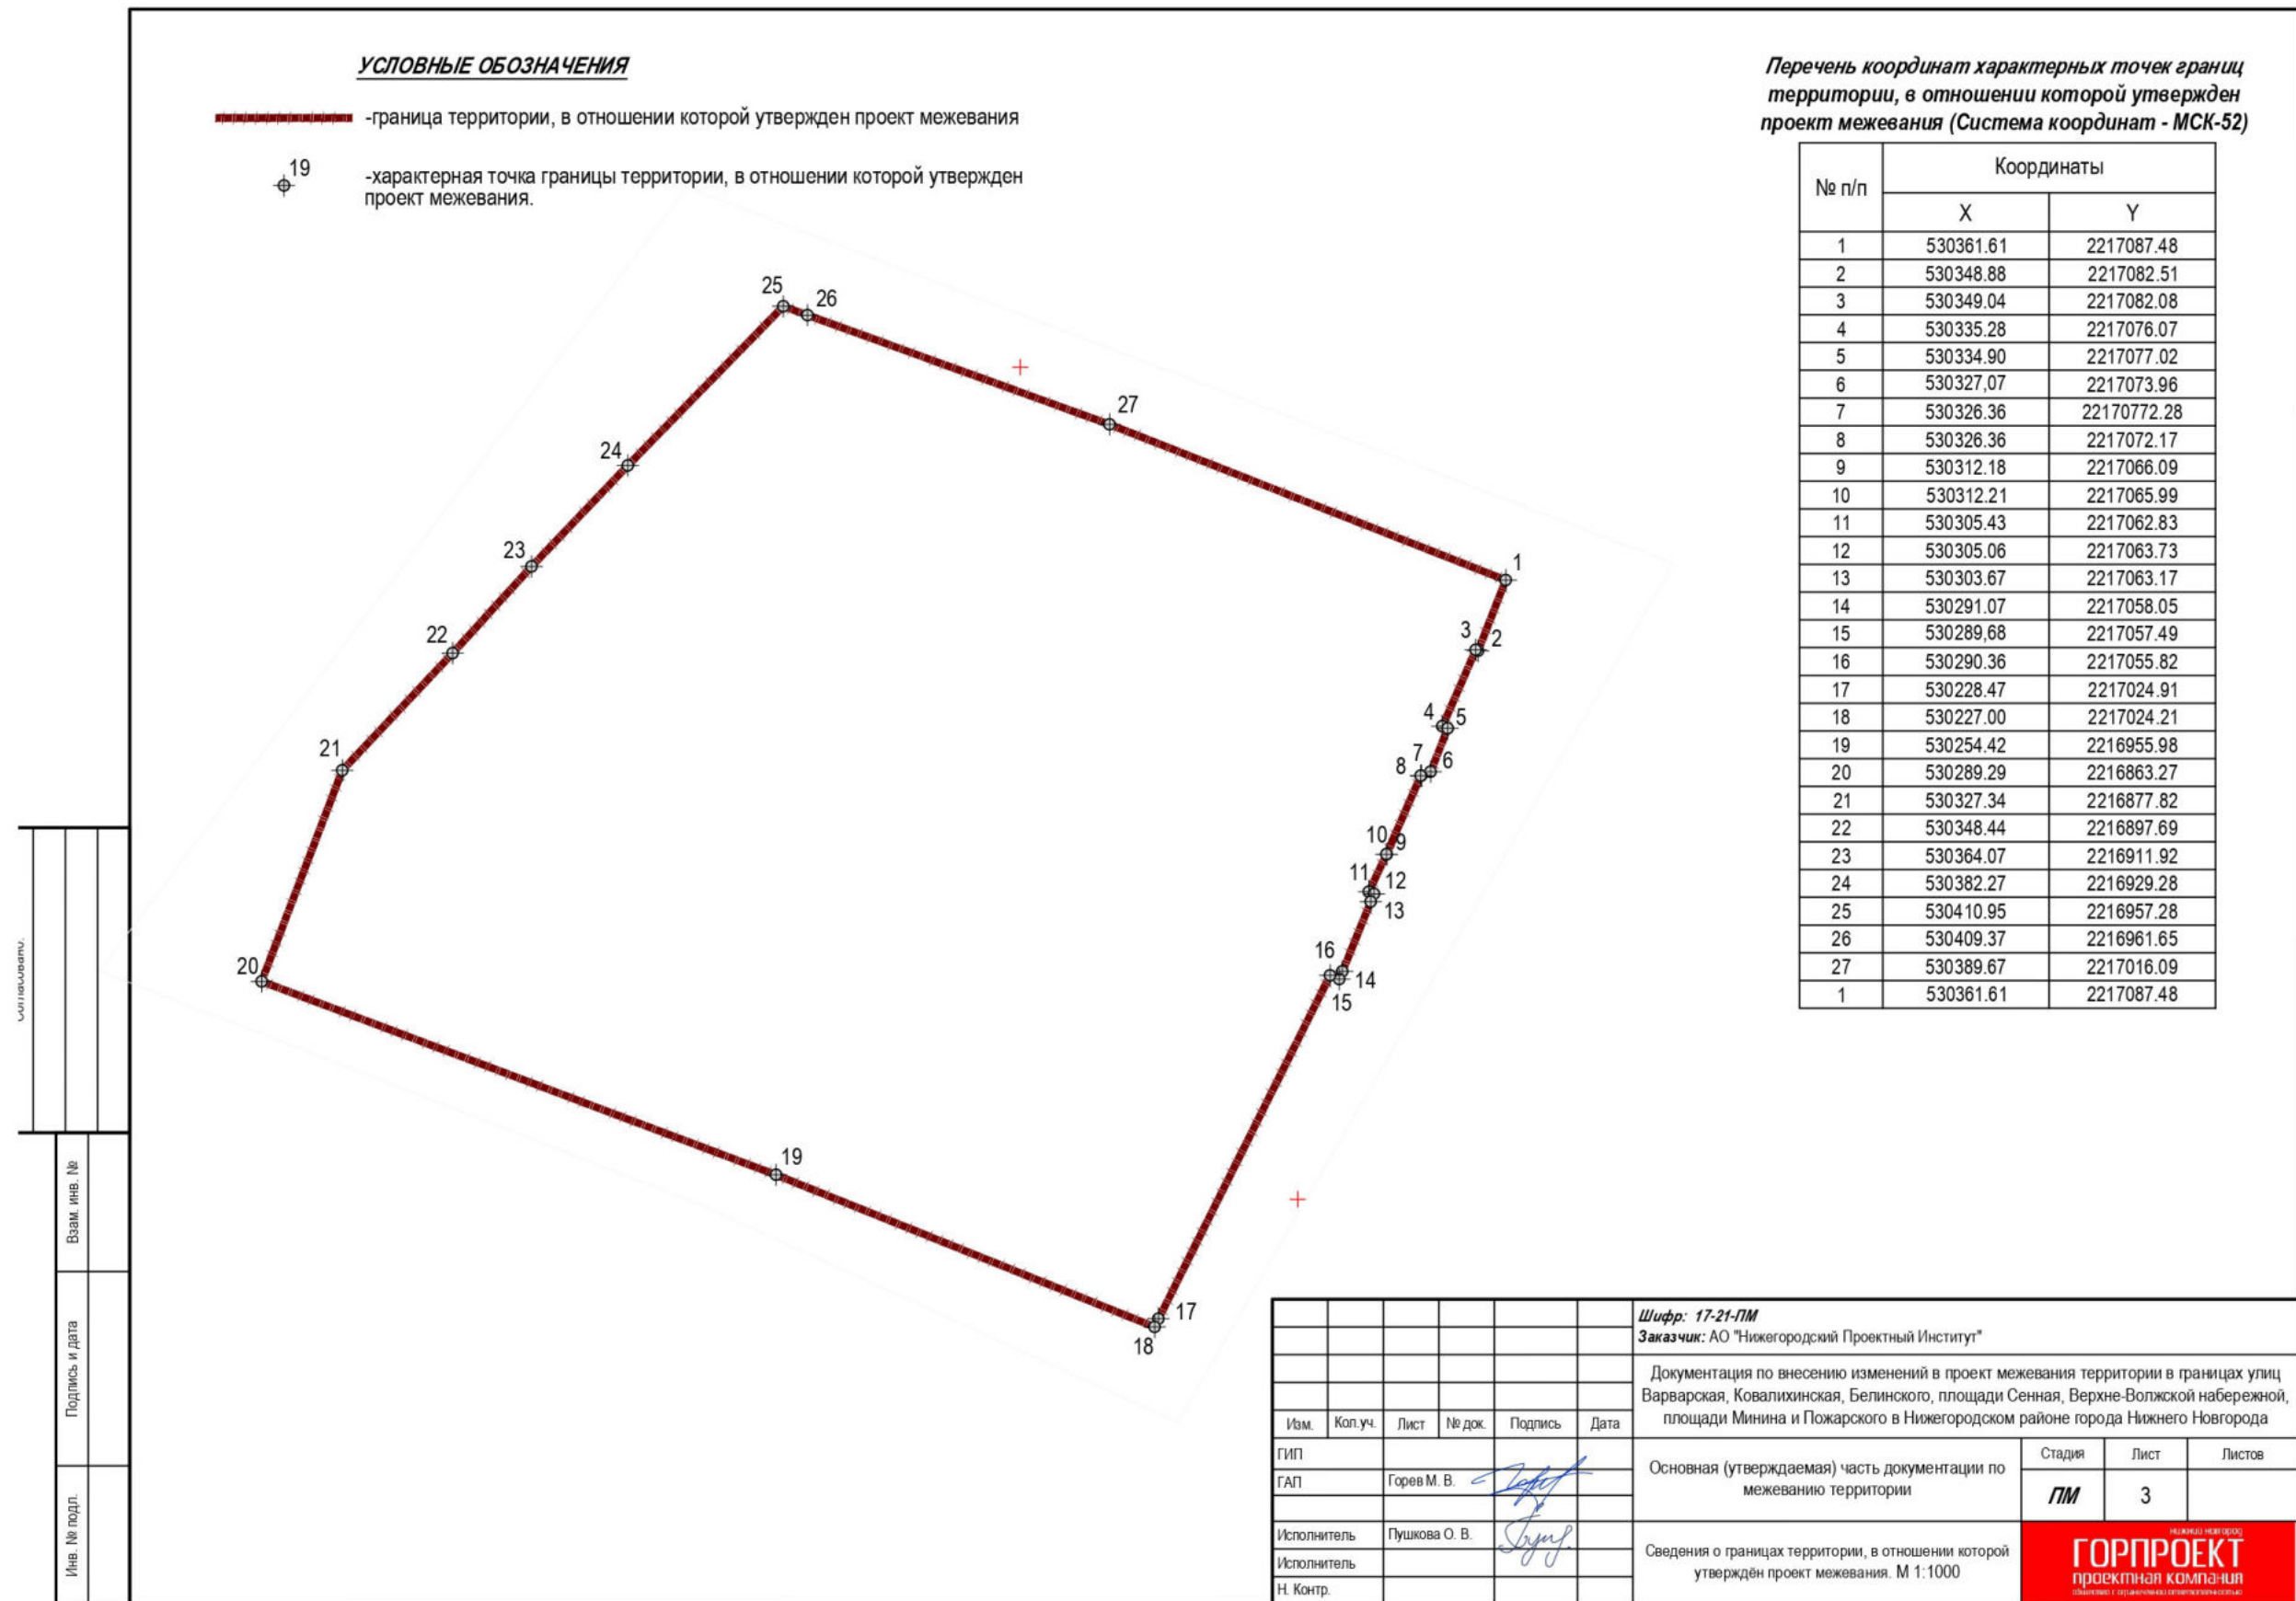 УСЛОВНЫЕ ОБОЗНАЧЕНИЯ
-граница территории, в отношении которой утвержден проект межевания
19
-характерная точка границы территории, в отношении которой утвержден
проект межевания.
Перечень координат характерных точек границ
территории, в отношении которой утвержден
проект межевания (Система координат - МСК-52)
№ п/п Координаты
X Y
1 530361.61 2217087.48
2 530348.88 2217082.51
3 530349.04 2217082.08
4 530335.28 2217076.07
5 530334.90 2217077.02
6 530327,07 2217073.96
7 530326.36 22170772.28
8 530326.36 2217072.17
9 530312.18 2217066.09
10 530312.21 2217065.99
11 530305.43 2217062.83
12 530305.06 2217063.73
13 530303.67 2217063.17
14 530291.07 2217058.05
15 530289,68 2217057.49
16 530290.36 2217055.82
17 530228.47 2217024.91
18 530227.00 2217024.21
19 530254.42 2216955.98
20 530289.29 2216863.27
21 530327.34 2216877.82
22 530348.44 2216897.69
23 530364.07 2216911.92
24 530382.27 2216929.28
25 530410.95 2216957.28
26 530409.37 2216961.65
27 530389.67 2217016.09
1 530361.61 2217087.48
25
26
27
24
23
1
22
3 2
21
4 5
7
8 6
10 9
11 12
13
16
20
14
15
19
17
18
Взам. инв. №
Подпись и дата
Инв. № подл.
Шифр: 17-21-ПМ
Заказчик: АО "Нижегородский Проектный Институт"
Документация по внесению изменений в проект межевания территории в границах улиц
Варварская, Ковалихинская, Белинского, площади Сенная, Верхне-Волжской набережной,
площади Минина и Пожарского в Нижегородском районе города Нижнего Новгорода
Изм. Кол.уч. Лист № док. Подпись Дата
ГИП
ГАП Горев М. В.
Исполнитель Пушкова О. В.
Исполнитель
Н. Контр.
Основная (утверждаемая) часть документации по
межеванию территории
Стадия Лист Листов
ПМ 3
Сведения о границах территории, в отношении которой
утверждён проект межевания. М 1:1000
нижний новгород
ГОРПРОЕКТ
проектная компания
общество с ограниченной ответственностью